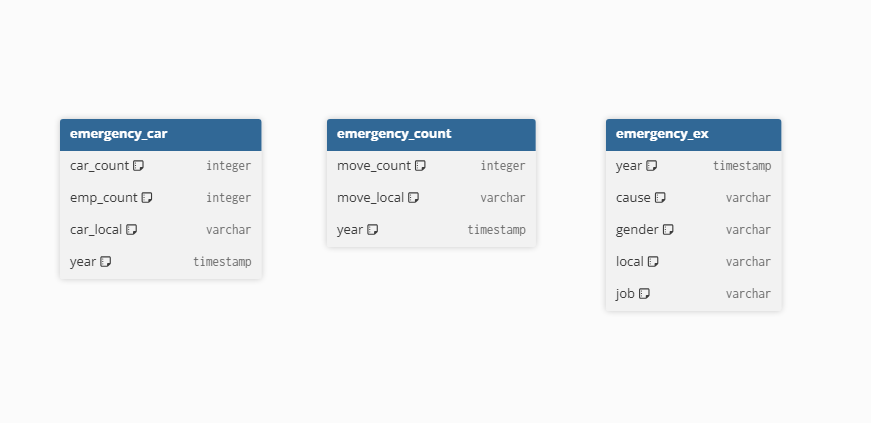 emergency_car
car_count integer
emp_count integer
car_local varchar
year timestamp
emergency_count
move_count integer
move_local varchar
year timestamp
emergency_ex
year timestamp
cause varchar
gender varchar
local varchar
job varchar